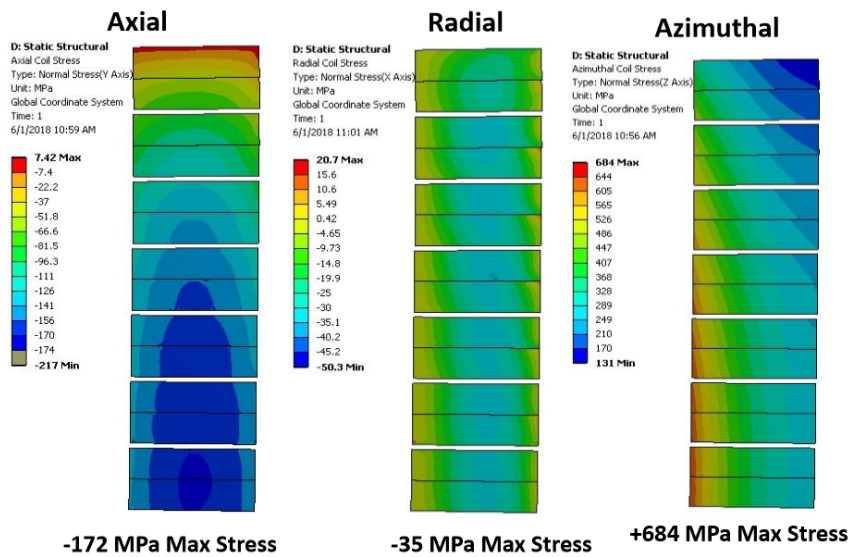 Axial
D: Static Structural
Axial Coil Stress
Type: Normal Stress(Y Axis)
Unit: MPa
Global Coordinate System
Time: 1
6/1/2018 10:59 AM
7.42 Max
-7.4
-22.2
-37
-51.8
-66.6
-81.5
-96.3
-111
-126
-141
-156
-170
-174
-217 Min
-172 MPa Max Stress
Radial
D: Static Structural
Radial Coil Stress
Type: Normal Stress(X Axis)
Unit: MPa
Global Coordinate System
Time: 1
6/1/2018 11:01 AM
20.7 Max
15.6
10.6
5.49
0.42
-4.65
-9.73
-14.8
-19.9
-25
-30
-35.1
-40.2
-45.2
-50.3 Min
-35 MPa Max Stress
Azimuthal
D: Static Structural
Azimuthal Coil Stress
Type: Normal Stress(Z Axis)
Unit: MPa
Global Coordinate System
Time: 1
6/1/2018 10:56 AM
684 Max
644
605
565
526
486
447
407
368
328
289
249
210
170
131 Min
+684 MPa Max Stress